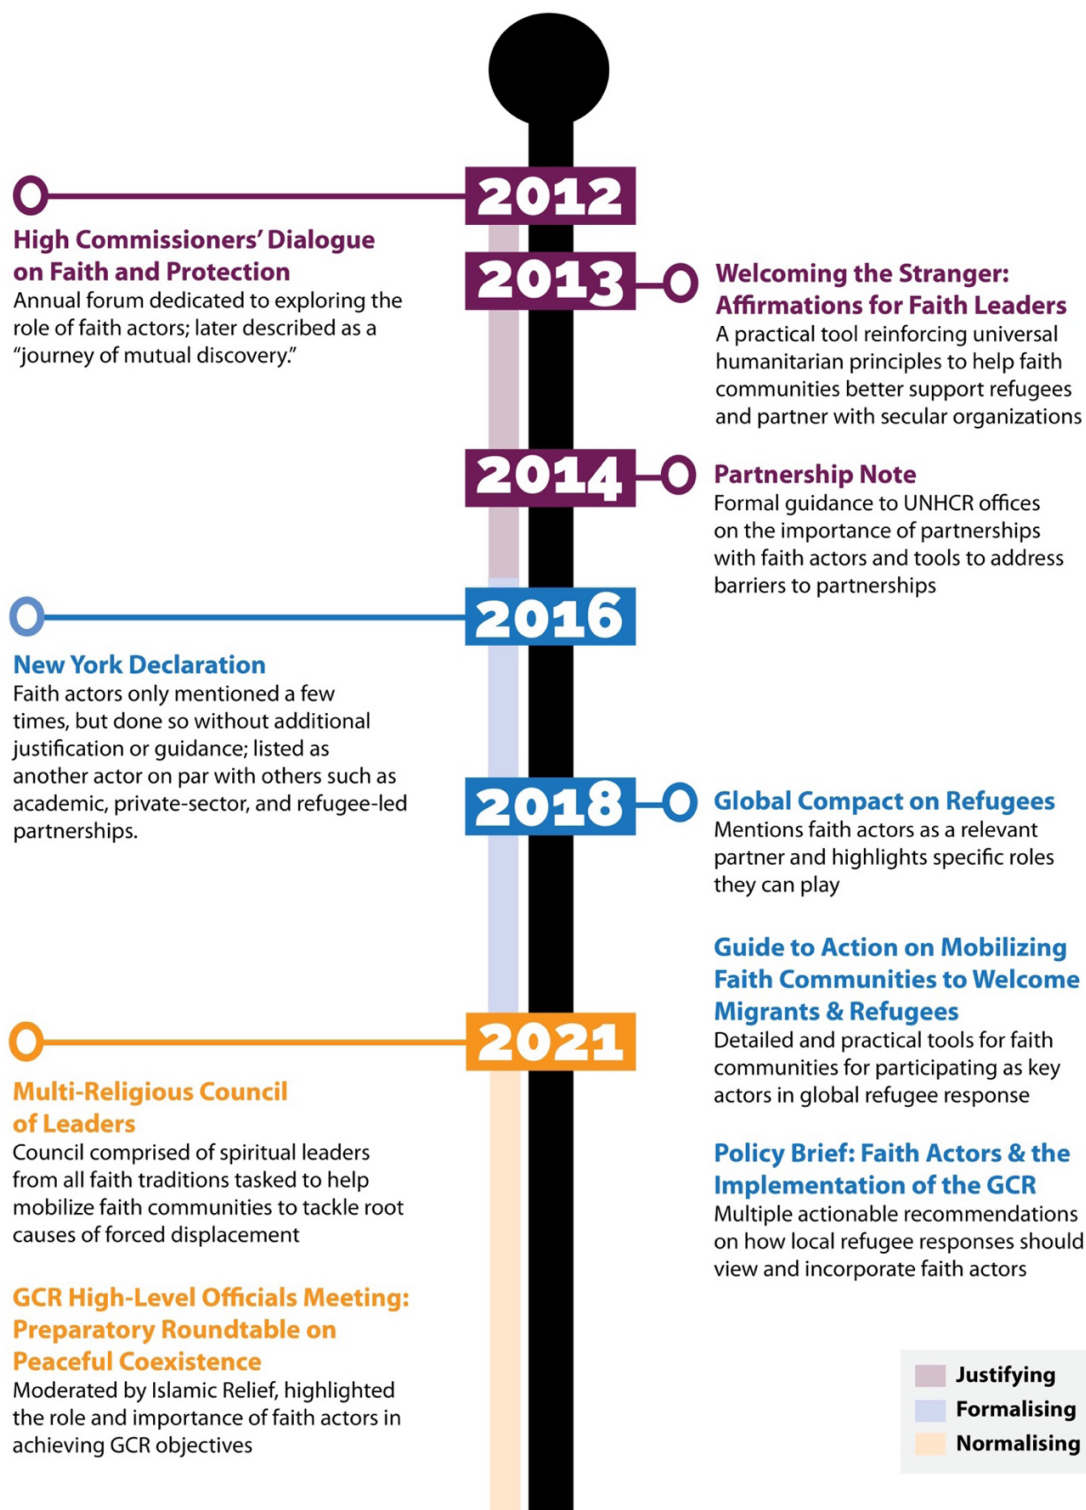 2012
High Commissioners’ Dialogue
on Faith and Protection
Annual forum dedicated to exploring the
role of faith actors; later described as a
“journey of mutual discovery.”
2013
Welcoming the Stranger:
Affirmations for Faith Leaders
A practical tool reinforcing universal
humanitarian principles to help faith
communities better support refugees
and partner with secular organizations
2014
Partnership Note
Formal guidance to UNHCR offices
on the importance of partnerships
with faith actors and tools to address
barriers to partnerships
2016
New York Declaration
Faith actors only mentioned a few
times, but done so without additional
justification or guidance; listed as
another actor on par with others such as
academic, private-sector, and refugee-led
partnerships.
2018
Global Compact on Refugees
Mentions faith actors as a relevant
partner and highlights specific roles
they can play
Guide to Action on Mobilizing
Faith Communities to Welcome
Migrants & Refugees
Detailed and practical tools for faith
communities for participating as key
actors in global refugee response
Policy Brief: Faith Actors & the
Implementation of the GCR
Multiple actionable recommendations
on how local refugee responses should
view and incorporate faith actors
2021
Multi-Religious Council
of Leaders
Council comprised of spiritual leaders
from all faith traditions tasked to help
mobilize faith communities to tackle root
causes of forced displacement
GCR High-Level Officials Meeting:
Preparatory Roundtable on
Peaceful Coexistence
Moderated by Islamic Relief, highlighted
the role and importance of faith actors in
achieving GCR objectives
Justifying
Formalising
Normalising